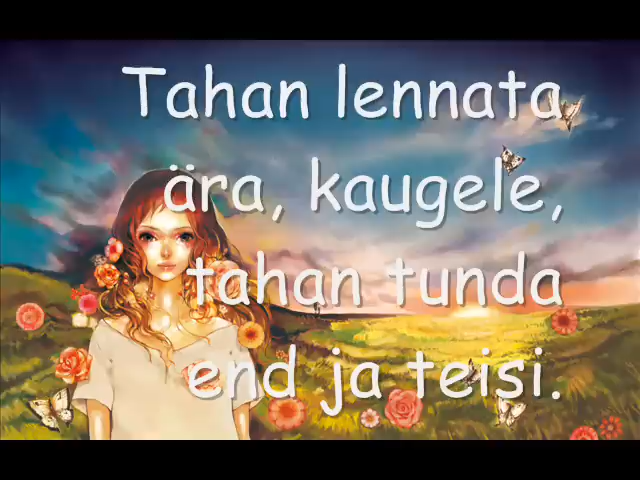 Tahan lennata
ära, kaugele,
tahan tunda
end ja teisi.